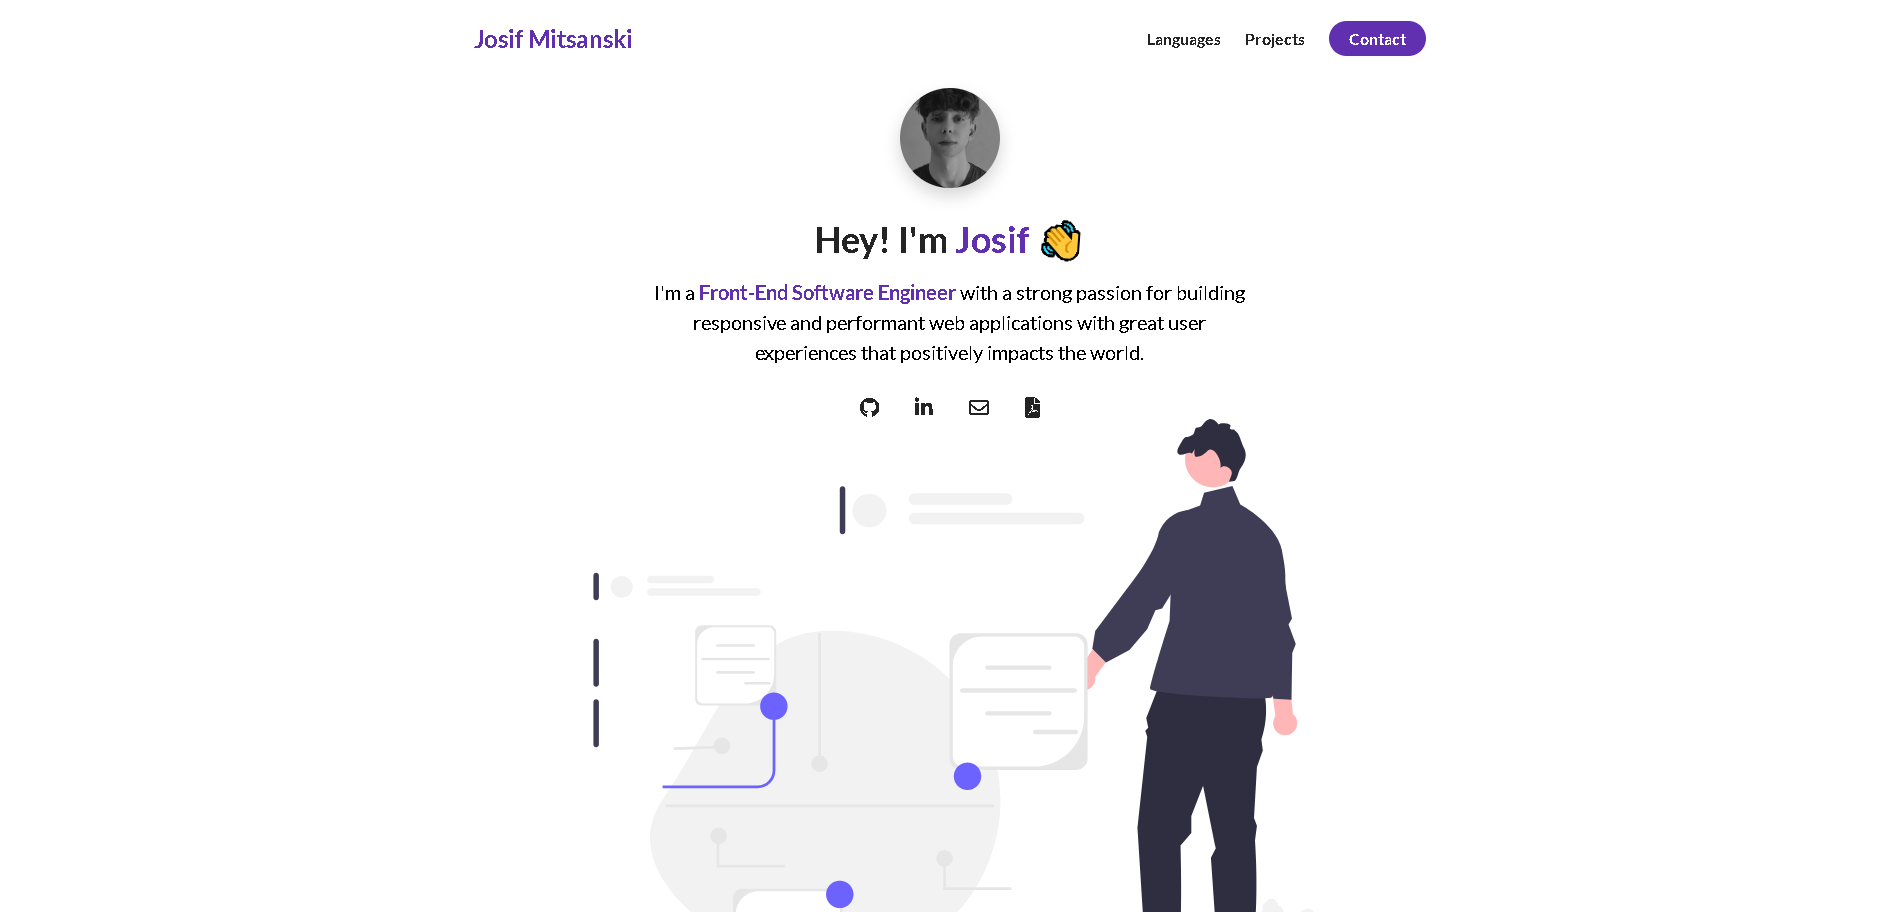 Josif Mitsanski
Languages Projects Contact
Hey! I'm Josif 👋
I'm a Front-End Software Engineer with a strong passion for building
responsive and performant web applications with great user
experiences that positively impacts the world.